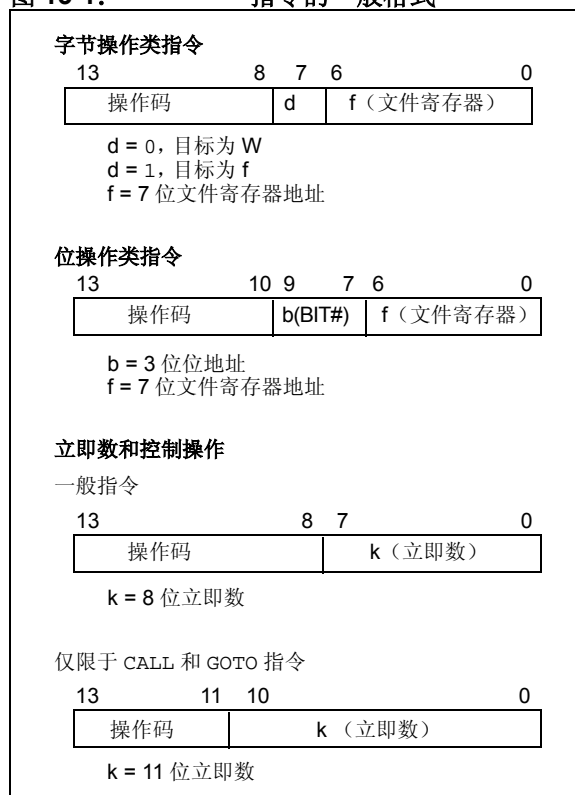 图 13-1: 指令的一般格式
字节操作类指令
13 8 7 6 0
操作码 d f（文件寄存器）
d = 0，目标为 W
d = 1，目标为 f
f = 7 位文件寄存器地址
位操作类指令
13 10 9 7 6 0
操作码 b(BIT#) f（文件寄存器）
b = 3 位位地址
f = 7 位文件寄存器地址
立即数和控制操作
一般指令
13 8 7 0
操作码 k（立即数）
k = 8 位立即数
仅限于 CALL 和 GOTO 指令
13 11 10 0
操作码 k （立即数）
k = 11 位立即数